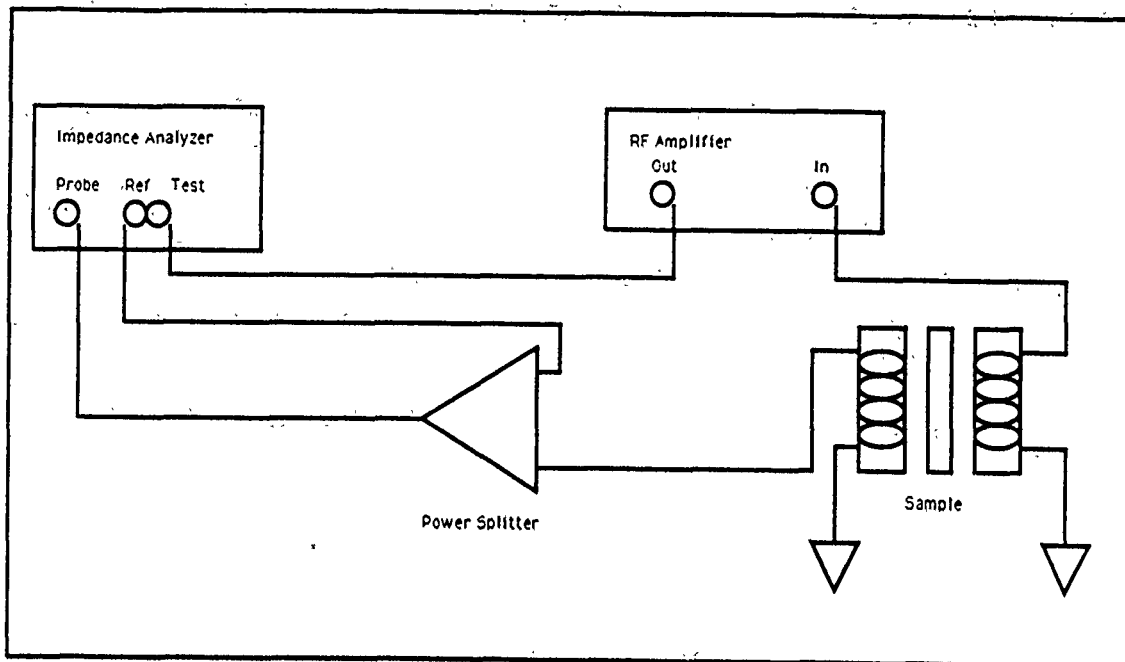 Impedance Analyzer
Probe Ref Test
RF Amplifier
Out In
Power Splitter
Sample